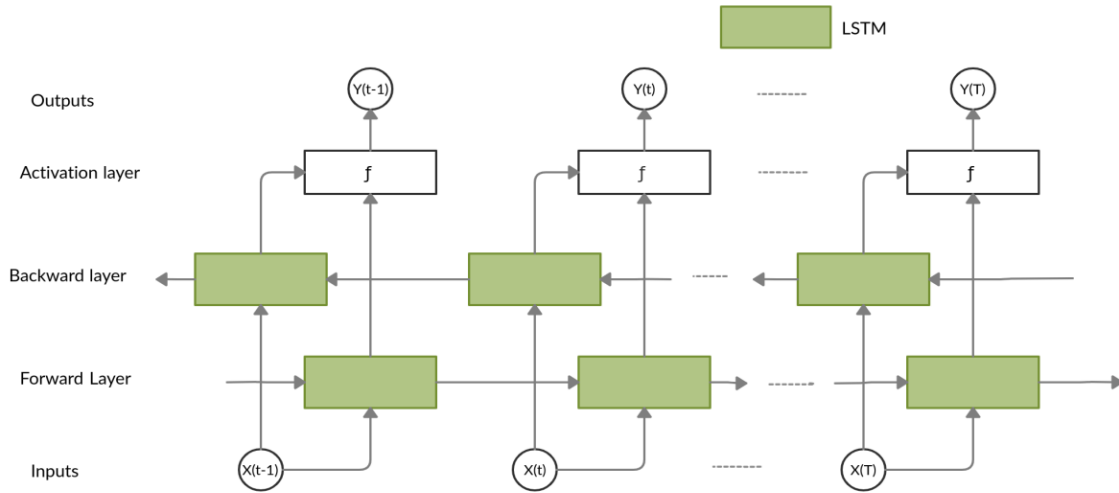 LSTM
Outputs
Y(t-1)
Y(t)
Y(T)
Activation layer
ƒ
ƒ
ƒ
Backward layer
Forward Layer
Inputs
X(t-1)
X(t)
X(T)